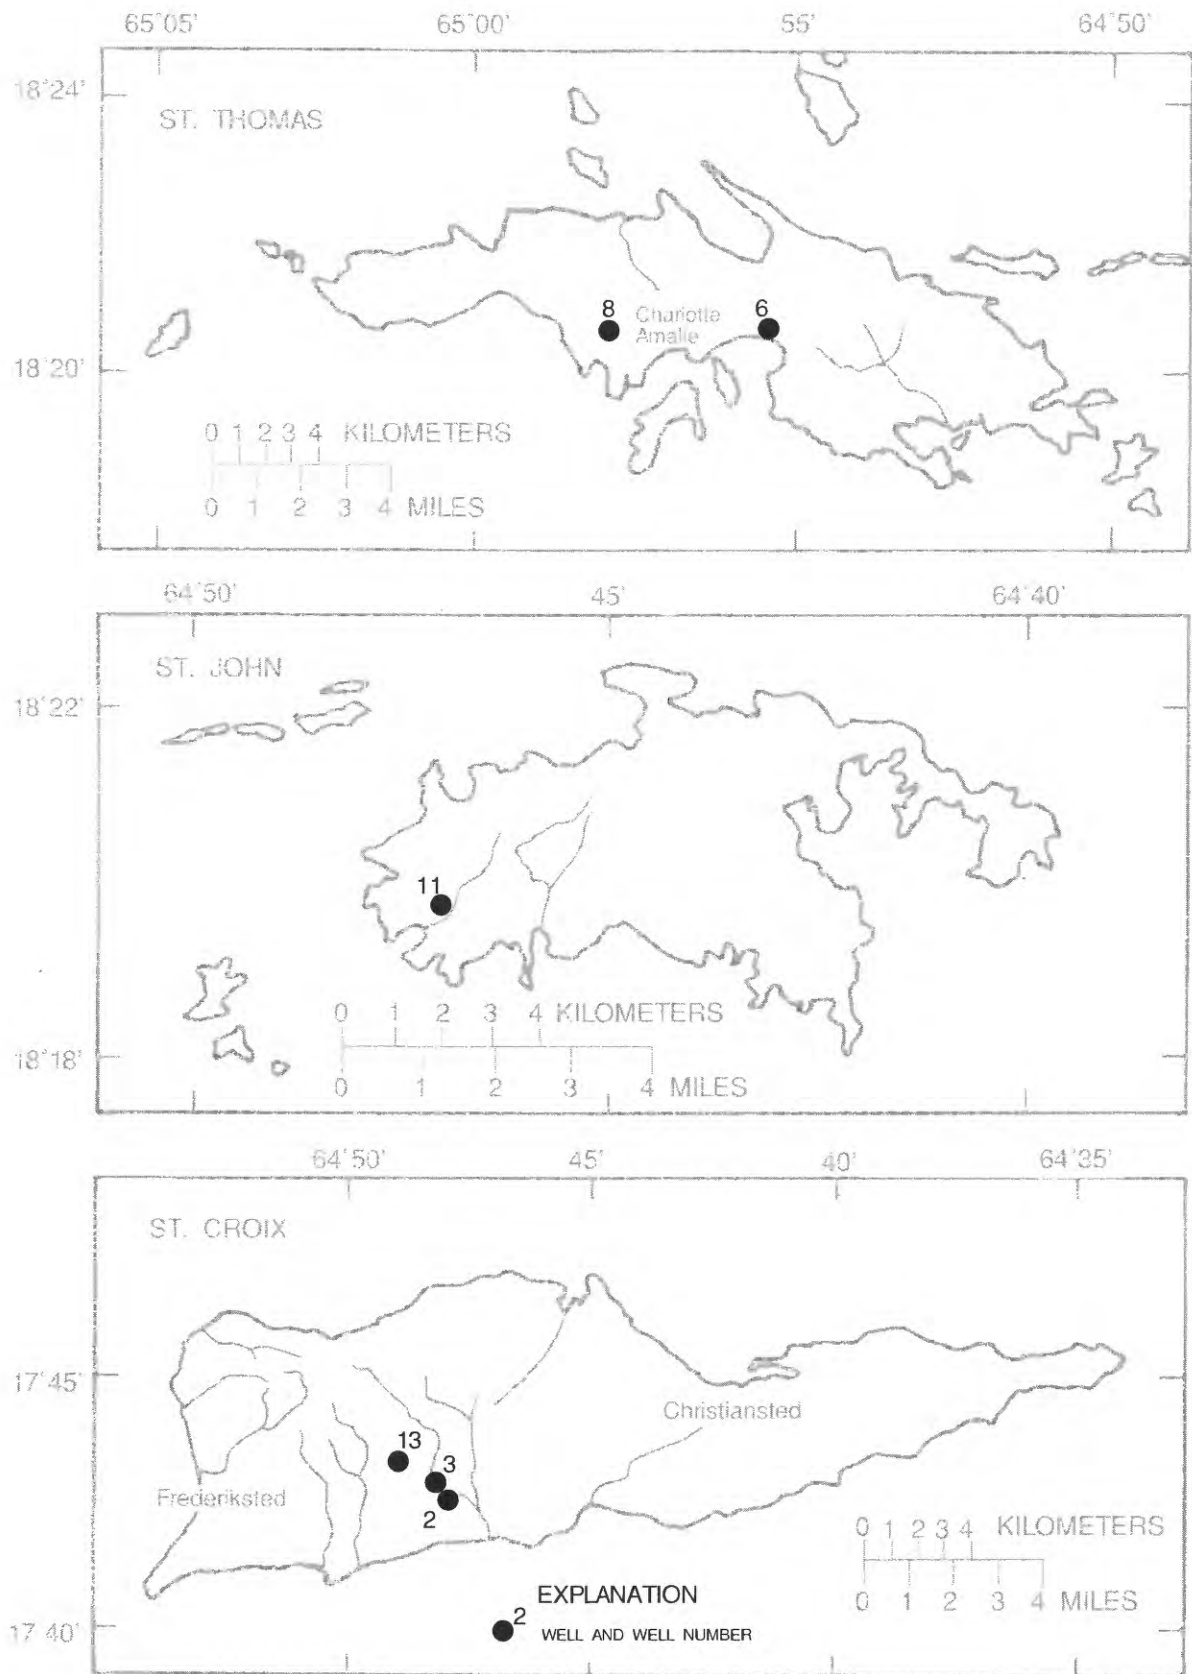 65°05' 65°00' 55' 64°50'
18°24'
ST. THOMAS
8 Charlotte 6
Amalie
18°20'
0 1 2 3 4 KILOMETERS
0 1 2 3 4 MILES
64°50' 45' 64°40'
ST. JOHN
18°22'
11
0 1 2 3 4 KILOMETERS
18°18'
0 1 2 3 4 MILES
64°50' 45' 40' 64°35'
ST. CROIX
17°45'
Christiansted
13
3
Frederiksted
2
0 1 2 3 4 KILOMETERS
0 1 2 3 4 MILES
EXPLANATION
17°40'
2 WELL AND WELL NUMBER